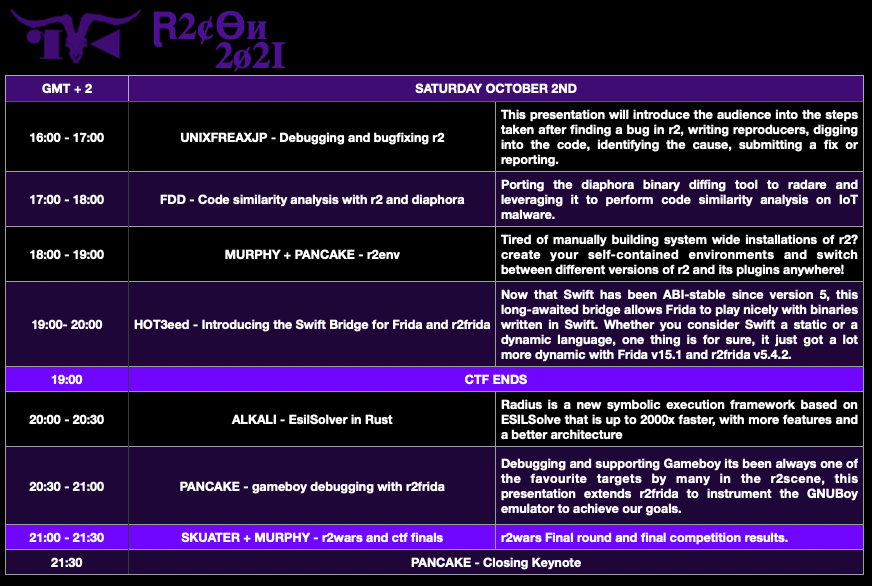 R2¢Ѳи
2ø2I
GMT + 2 SATURDAY OCTOBER 2ND
16:00 - 17:00 UNIXFREAXJP - Debugging and bugfixing r2
This presentation will introduce the audience into the steps
taken after finding a bug in r2, writing reproducers, digging
into the code, identifying the cause, submitting a fix or
reporting.
17:00 - 18:00 FDD - Code similarity analysis with r2 and diaphora
Porting the diaphora binary diffing tool to radare and
leveraging it to perform code similarity analysis on IoT
malware.
18:00 - 19:00 MURPHY + PANCAKE - r2env
Tired of manually building system wide installations of r2?
create your self-contained environments and switch
between different versions of r2 and its plugins anywhere!
19:00- 20:00 HOT3eed - Introducing the Swift Bridge for Frida and r2frida
Now that Swift has been ABI-stable since version 5, this
long-awaited bridge allows Frida to play nicely with binaries
written in Swift. Whether you consider Swift a static or a
dynamic language, one thing is for sure, it just got a lot
more dynamic with Frida v15.1 and r2frida v5.4.2.
19:00 CTF ENDS
20:00 - 20:30 ALKALI - EsilSolver in Rust
Radius is a new symbolic execution framework based on
ESILSolve that is up to 2000x faster, with more features and
a better architecture
20:30 - 21:00 PANCAKE - gameboy debugging with r2frida
Debugging and supporting Gameboy its been always one of
the favourite targets by many in the r2scene, this
presentation extends r2frida to instrument the GNUBoy
emulator to achieve our goals.
21:00 - 21:30 SKUATER + MURPHY - r2wars and ctf finals
r2wars Final round and final competition results.
21:30 PANCAKE - Closing Keynote